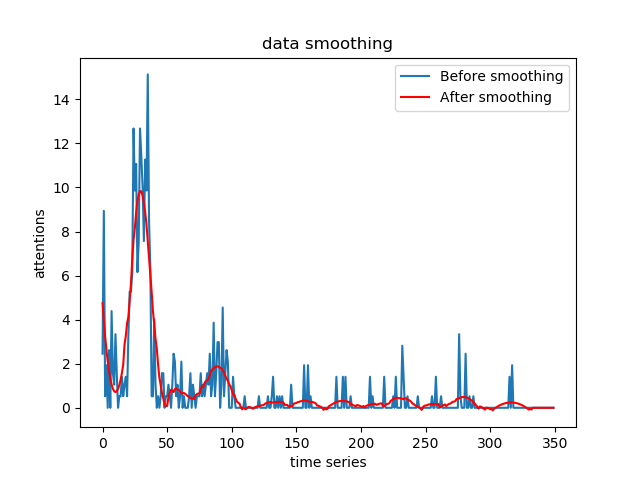 data smoothing
Before smoothing
After smoothing
14
12
10
8
6
4
2
0
attentions
0 50 100 150 200 250 300 350
time series